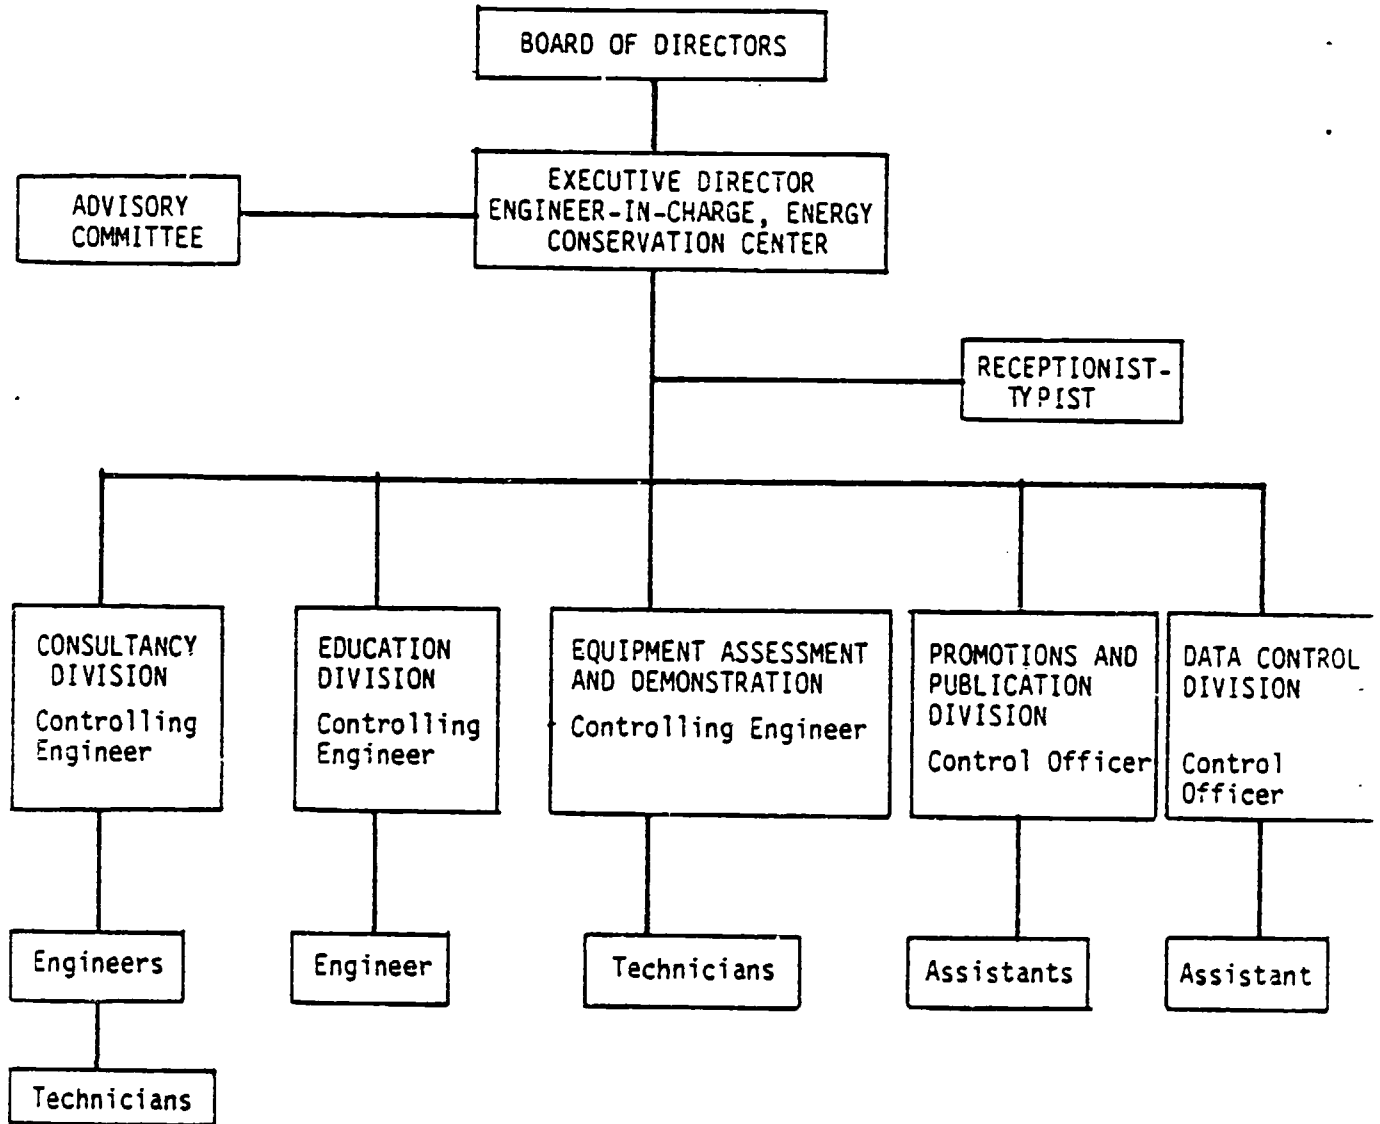 BOARD OF DIRECTORS
EXECUTIVE DIRECTOR
ENGINEER-IN-CHARGE, ENERGY
CONSERVATION CENTER
ADVISORY
COMMITTEE
RECEPTIONIST-
TYPIST
CONSULTANCY
DIVISION
Controlling
Engineer
EDUCATION
DIVISION
Controlling
Engineer
EQUIPMENT ASSESSMENT
AND DEMONSTRATION
Controlling Engineer
PROMOTIONS AND
PUBLICATION
DIVISION
Control Officer
DATA CONTROL
DIVISION
Control
Officer
Engineers
Engineer
Technicians
Assistants
Assistant
Technicians